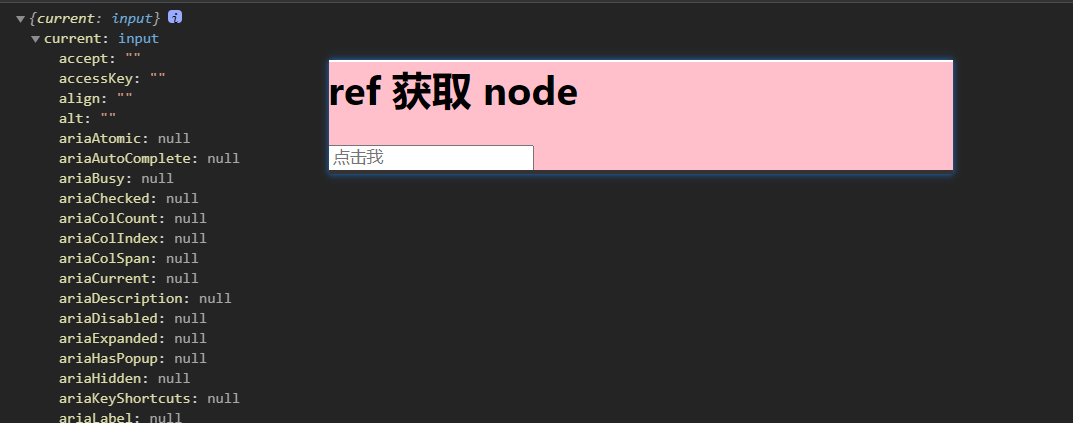 {current: input} i
current: input
accept: ""
accessKey: ""
align: ""
alt: ""
ariaAtomic: null
ariaAutoComplete: null
ariaBusy: null
ariaChecked: null
ariaColCount: null
ariaColIndex: null
ariaColSpan: null
ariaCurrent: null
ariaDescription: null
ariaDisabled: null
ariaExpanded: null
ariaHasPopup: null
ariaHidden: null
ariaKeyShortcuts: null
ariaLabel: null
ref 获取 node
点击我